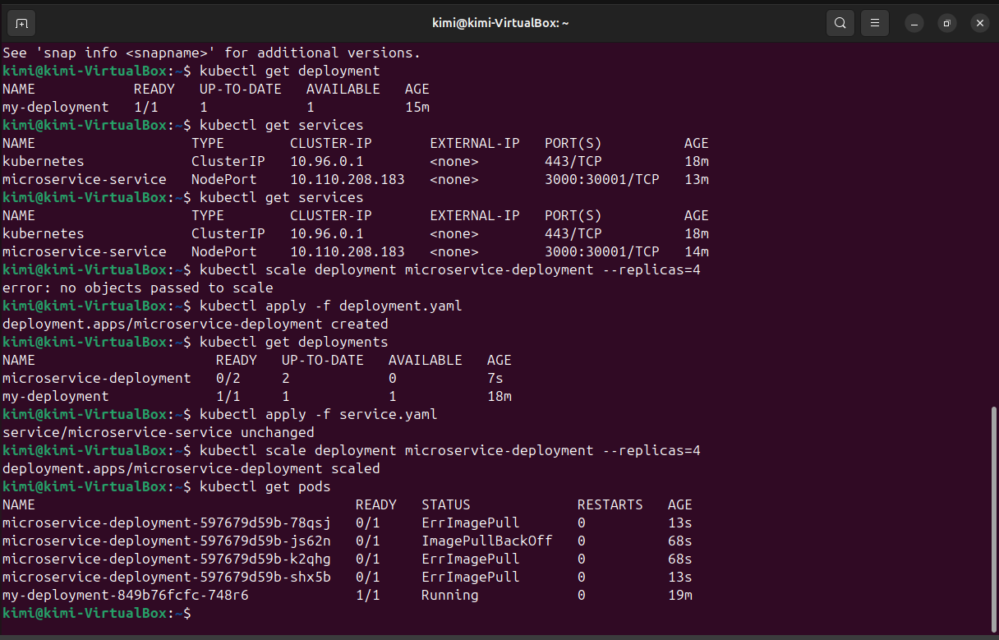 kimi@kimi-VirtualBox: ~
See 'snap info <snapname>' for additional versions.
kimi@kimi-VirtualBox:~$ kubectl get deployment
NAME            READY   UP-TO-DATE   AVAILABLE   AGE
my-deployment   1/1     1            1           15m
kimi@kimi-VirtualBox:~$ kubectl get services
NAME                   TYPE        CLUSTER-IP       EXTERNAL-IP   PORT(S)          AGE
kubernetes             ClusterIP   10.96.0.1        <none>        443/TCP          18m
microservice-service   NodePort    10.110.208.183   <none>        3000:30001/TCP   13m
kimi@kimi-VirtualBox:~$ kubectl get services
NAME                   TYPE        CLUSTER-IP       EXTERNAL-IP   PORT(S)          AGE
kubernetes             ClusterIP   10.96.0.1        <none>        443/TCP          18m
microservice-service   NodePort    10.110.208.183   <none>        3000:30001/TCP   14m
kimi@kimi-VirtualBox:~$ kubectl scale deployment microservice-deployment --replicas=4
error: no objects passed to scale
kimi@kimi-VirtualBox:~$ kubectl apply -f deployment.yaml
deployment.apps/microservice-deployment created
kimi@kimi-VirtualBox:~$ kubectl get deployments
NAME                      READY   UP-TO-DATE   AVAILABLE   AGE
microservice-deployment   0/2     2            0           7s
my-deployment             1/1     1            1           18m
kimi@kimi-VirtualBox:~$ kubectl apply -f service.yaml
service/microservice-service unchanged
kimi@kimi-VirtualBox:~$ kubectl scale deployment microservice-deployment --replicas=4
deployment.apps/microservice-deployment scaled
kimi@kimi-VirtualBox:~$ kubectl get pods
NAME                                       READY   STATUS             RESTARTS   AGE
microservice-deployment-597679d59b-78qsj   0/1     ErrImagePull       0          13s
microservice-deployment-597679d59b-js62n   0/1     ImagePullBackOff   0          68s
microservice-deployment-597679d59b-k2qhg   0/1     ErrImagePull       0          68s
microservice-deployment-597679d59b-shx5b   0/1     ErrImagePull       0          13s
my-deployment-849b76fcfc-748r6             1/1     Running            0          19m
kimi@kimi-VirtualBox:~$